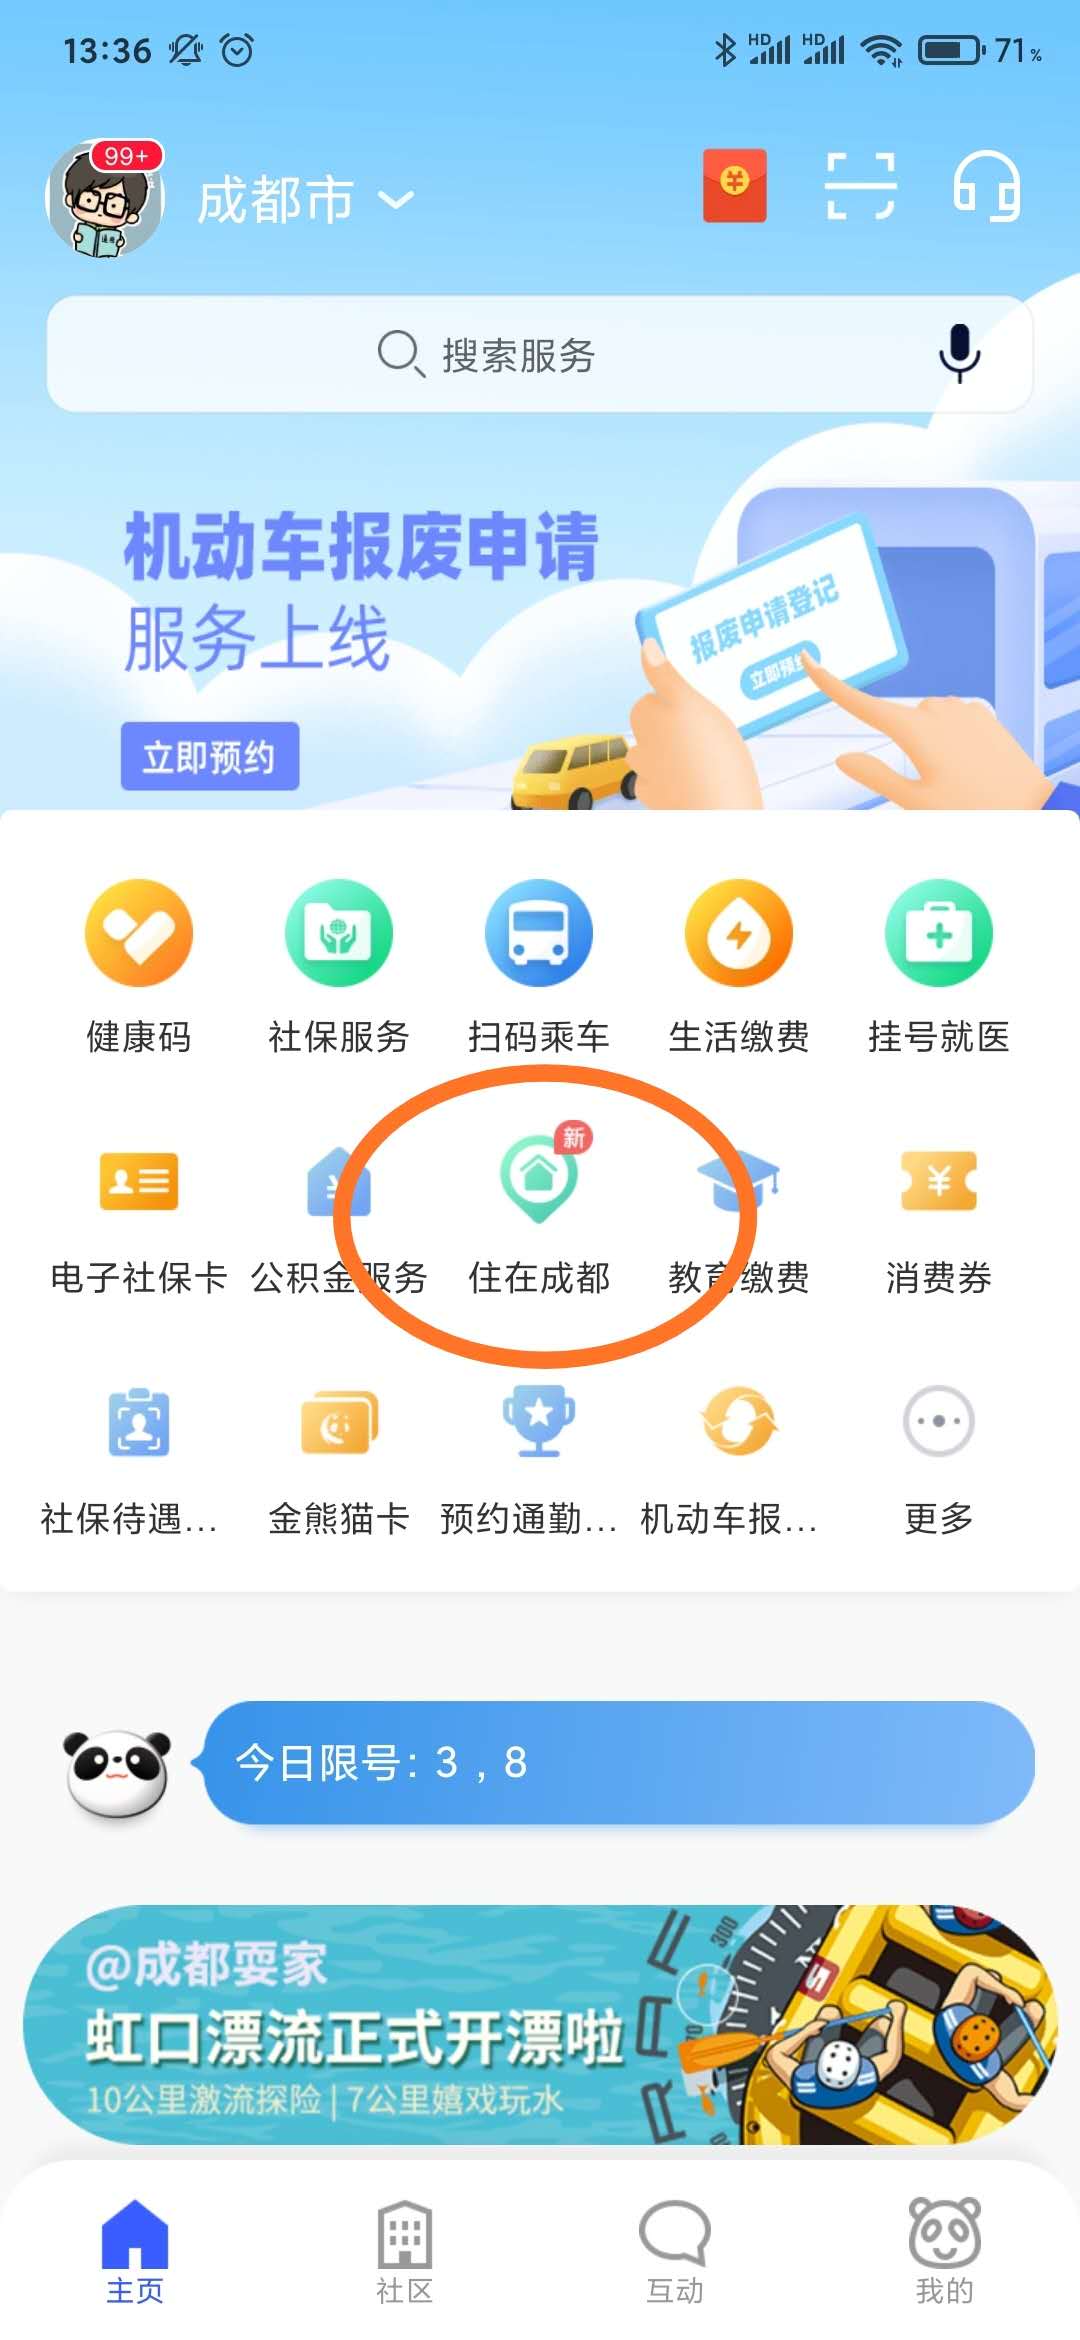 13:36
HD HD 71%
99+
成都市
搜索服务
机动车报废申请
服务上线
报废申请登记
立即预约
立即预约
健康码 社保服务 扫码乘车 生活缴费 挂号就医
新
电子社保卡 公积金服务 住在成都 教育缴费 消费券
社保待遇... 金熊猫卡 预约通勤... 机动车报... 更多
今日限号: 3 , 8
@成都耍家
虹口漂流正式开漂啦
10公里激流探险 | 7公里嬉戏玩水
RAF
300
主页 社区 互动 我的